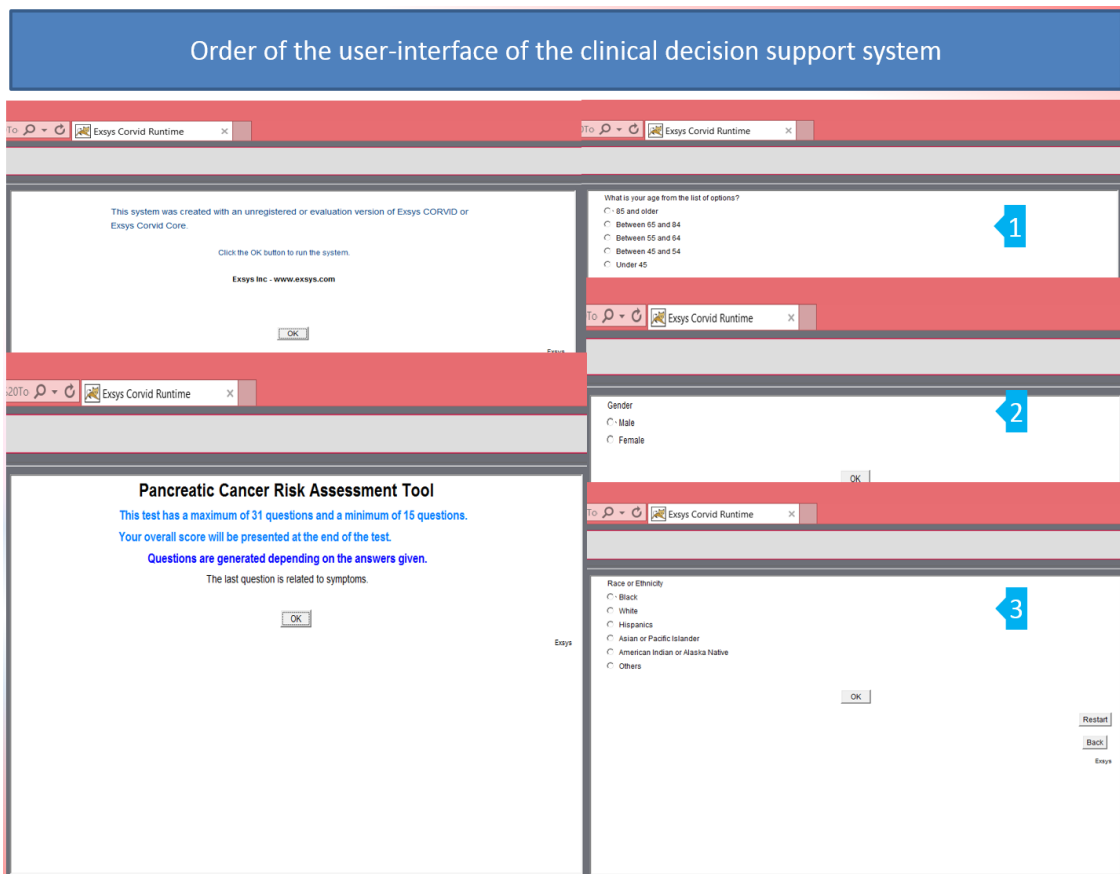 Order of the user-interface of the clinical decision support system
To
Exsys Corvid Runtime
This system was created with an unregistered or evaluation version of Exsys CORVID or
Exsys Corvid Core.
Click the OK button to run the system.
Exsys Inc - www.exsys.com
OK
Exsys
20To
Exsys Corvid Runtime
Pancreatic Cancer Risk Assessment Tool
This test has a maximum of 31 questions and a minimum of 15 questions.
Your overall score will be presented at the end of the test.
Questions are generated depending on the answers given.
The last question is related to symptoms.
OK
Exsys
To
Exsys Corvid Runtime
What is your age from the list of options?
85 and older
Between 65 and 84
Between 55 and 64
Between 45 and 54
Under 45
1
To
Exsys Corvid Runtime
Gender
Male
Female
2
OK
To
Exsys Corvid Runtime
Race or Ethnicity
Black
White
Hispanics
Asian or Pacific Islander
American Indian or Alaska Native
Others
3
OK
Restart
Back
Exsys